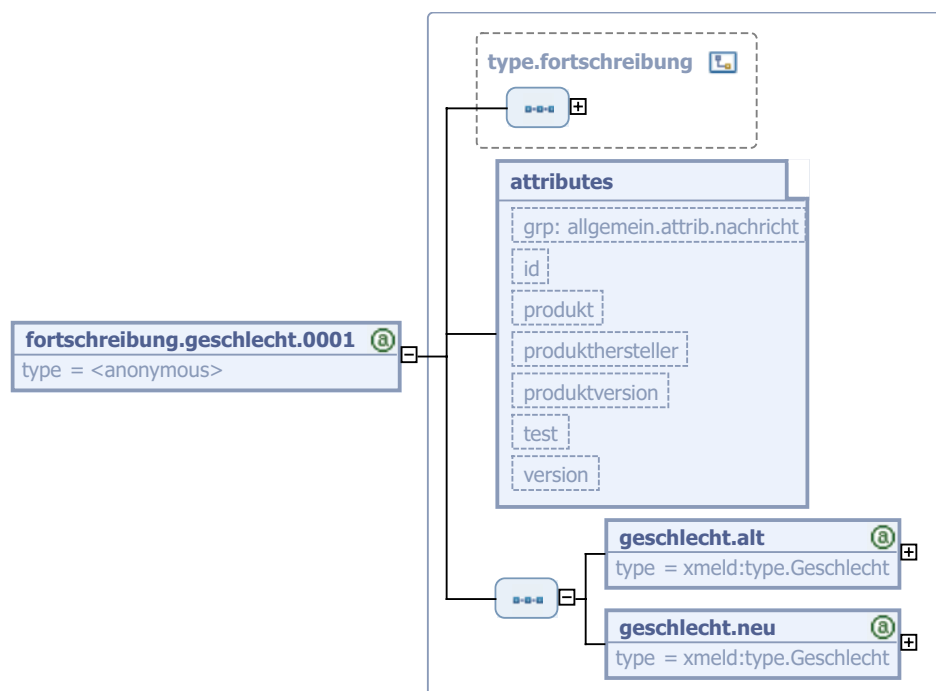 type.fortschreibung
attributes
grp: allgemein.attrib.nachricht
id
produkt
produkthersteller
produktversion
test
version
fortschreibung.geschlecht.0001
type = <anonymous>
geschlecht.alt
type = xmeld:type.Geschlecht
geschlecht.neu
type = xmeld:type.Geschlecht